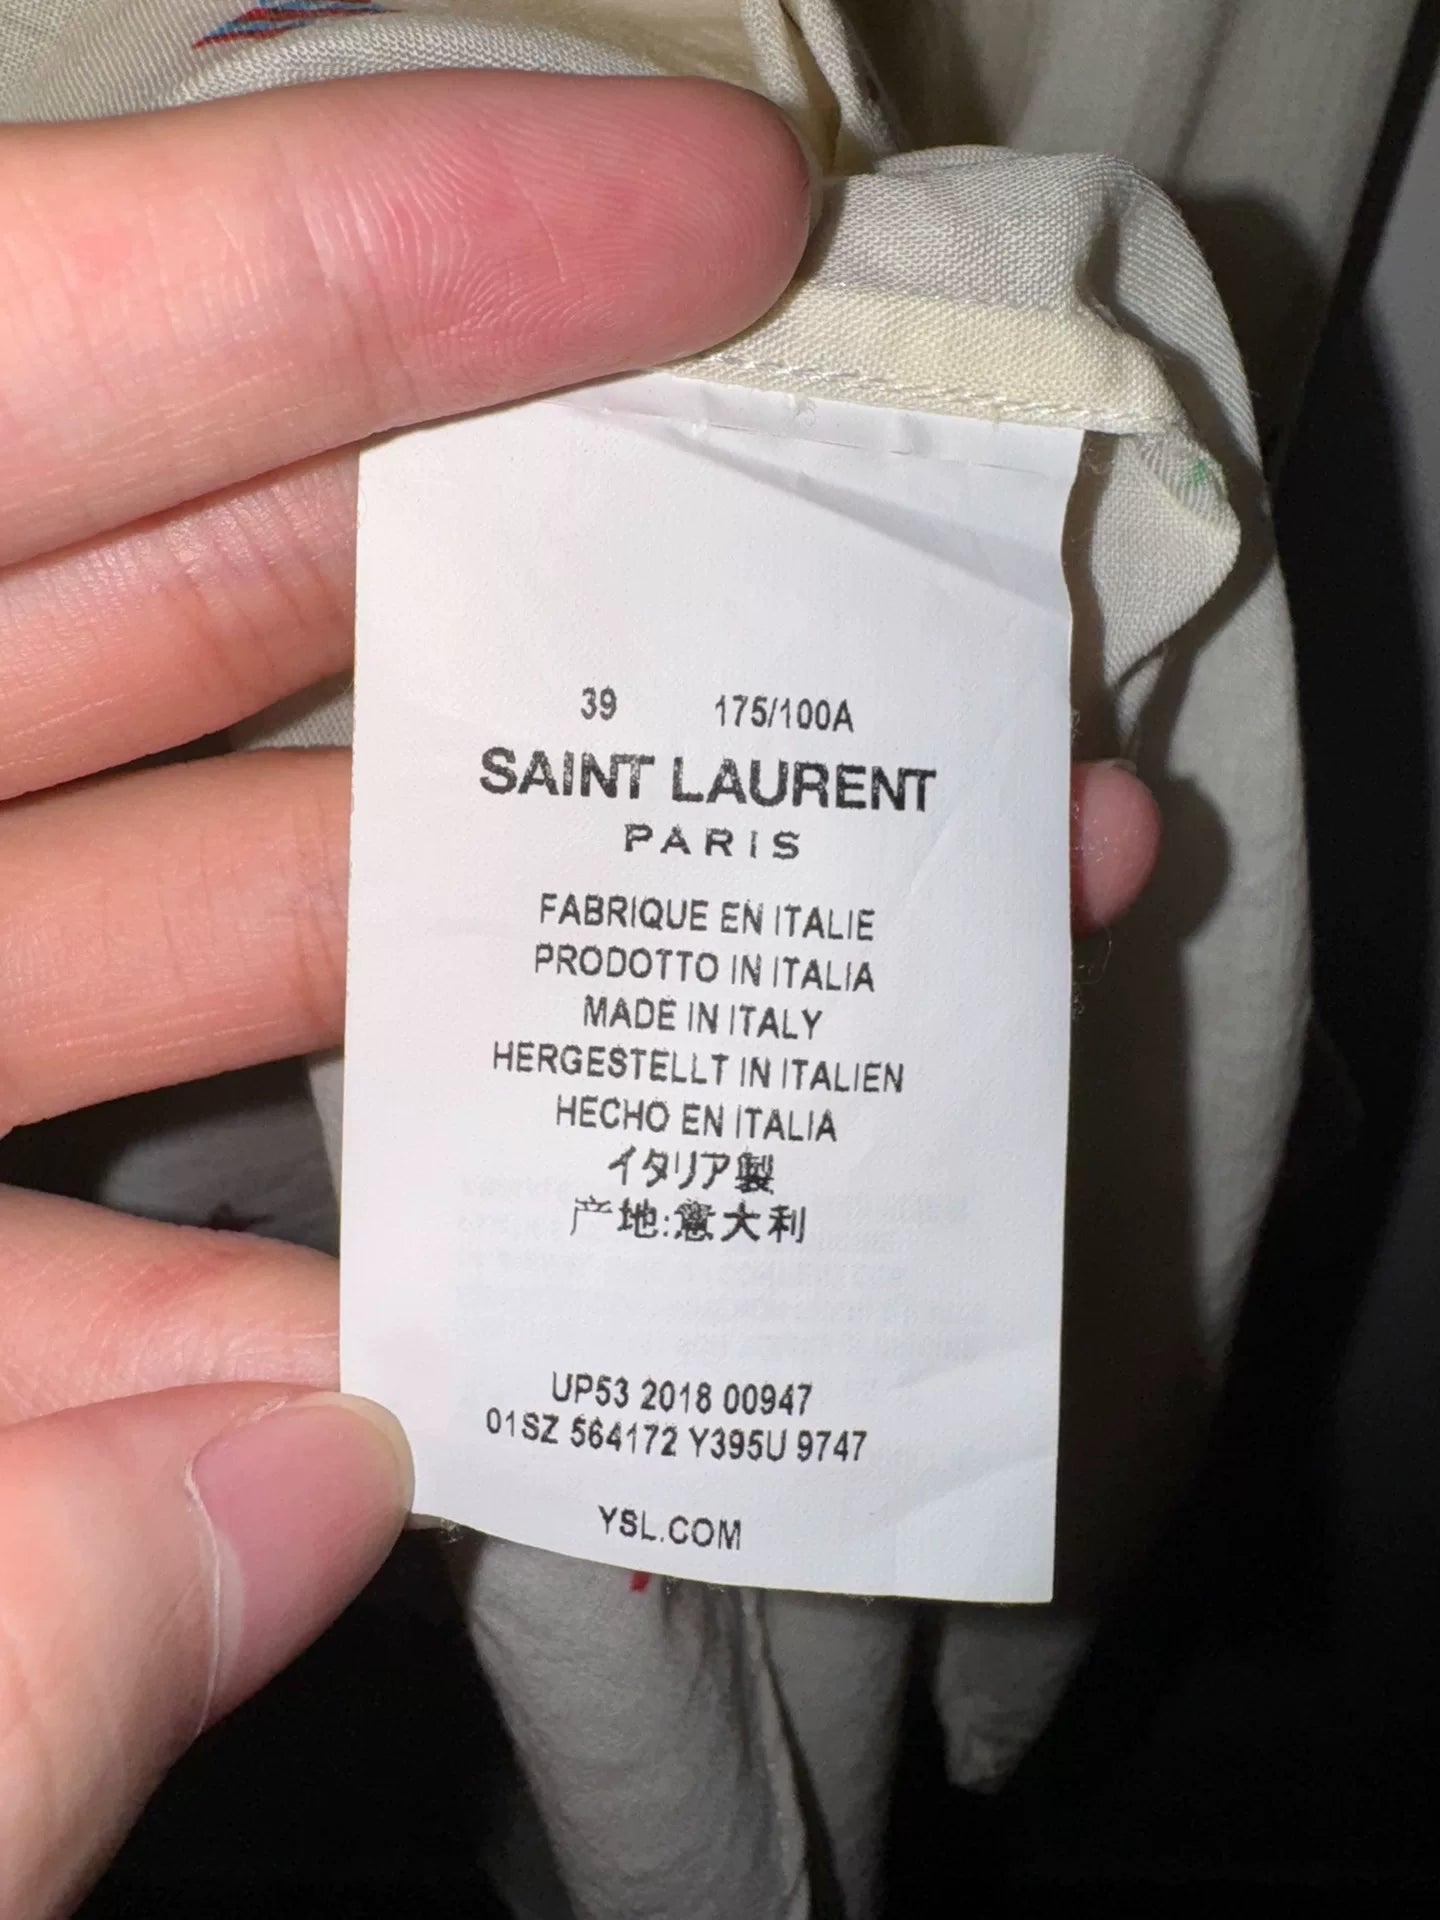 39 175/100A
SAINT LAURENT
PARIS
FABRIQUE EN ITALIE
PRODOTTO IN ITALIA
MADE IN ITALY
HERGESTELLT IN ITALIEN
HECHO EN ITALIA
イタリア製
产地:意大利
UP53 2018 00947
01SZ 564172 Y395U 9747
YSL.COM